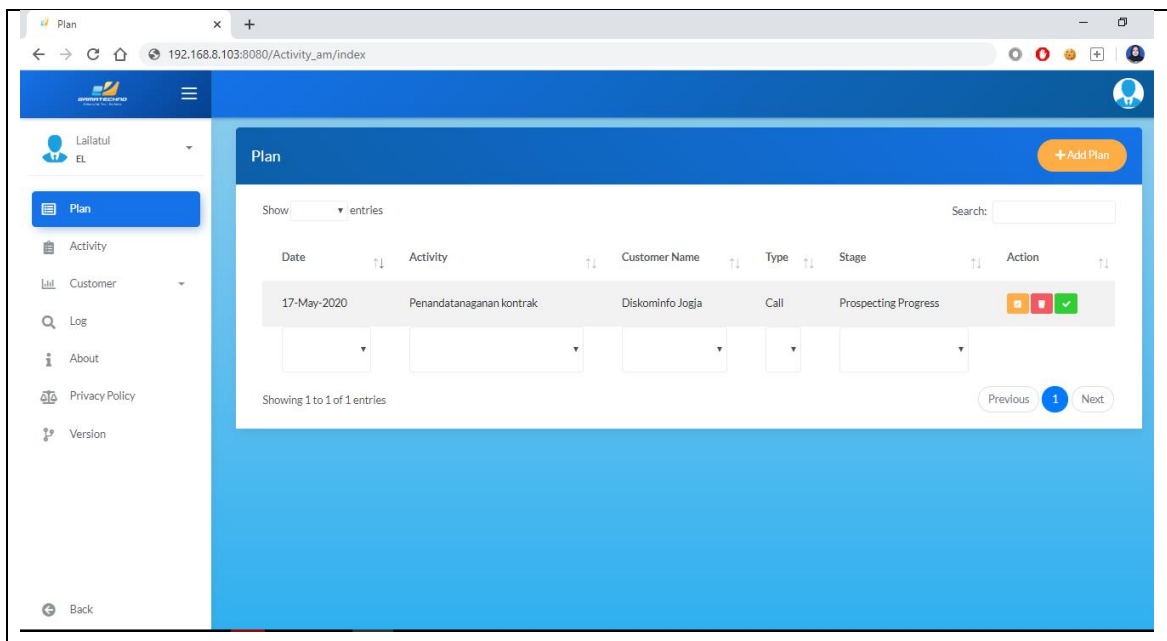 Plan
192.168.8.103:8080/Activity_am/index
GAMATECHNO
Lailatul
EL
Plan
+ Add Plan
Plan
Activity
Customer
Log
About
Privacy Policy
Version
Back
Show entries
Search:
Date Activity Customer Name Type Stage Action
17-May-2020 Penandatanaganan kontrak Diskominfo Jogja Call Prospecting Progress
Showing 1 to 1 of 1 entries
Previous 1 Next